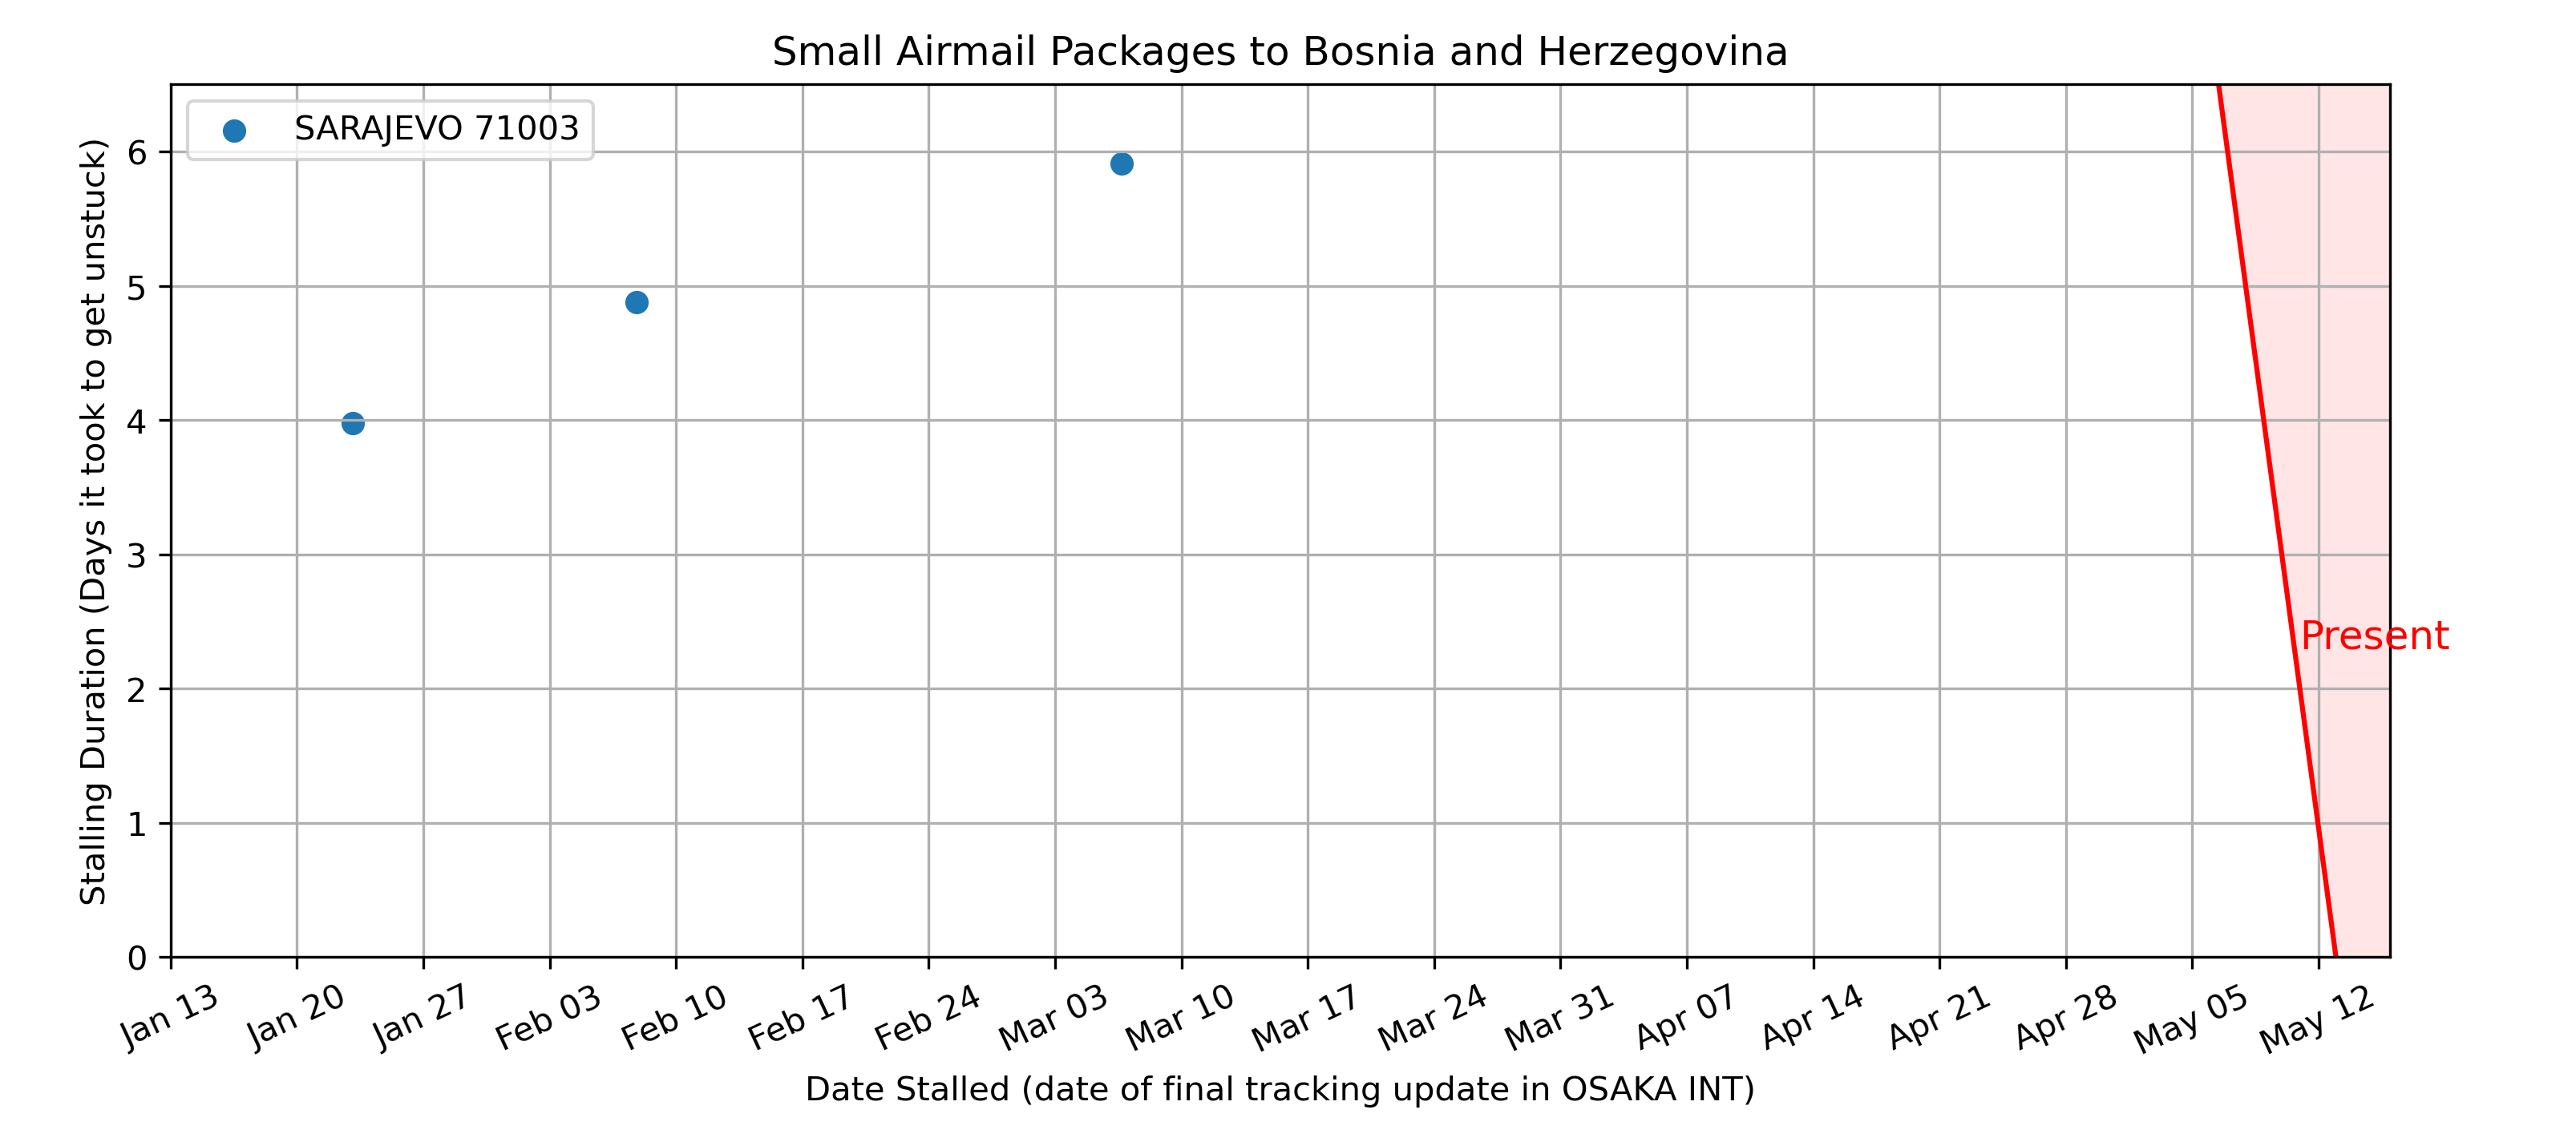 Small Airmail Packages to Bosnia and Herzegovina
SARAJEVO 71003
Stalling Duration (Days it took to get unstuck)
6
5
4
3
2
1
0
Present
Jan 13 Jan 20 Jan 27 Feb 03 Feb 10 Feb 17 Feb 24 Mar 03 Mar 10 Mar 17 Mar 24 Mar 31 Apr 07 Apr 14 Apr 21 Apr 28 May 05 May 12
Date Stalled (date of final tracking update in OSAKA INT)